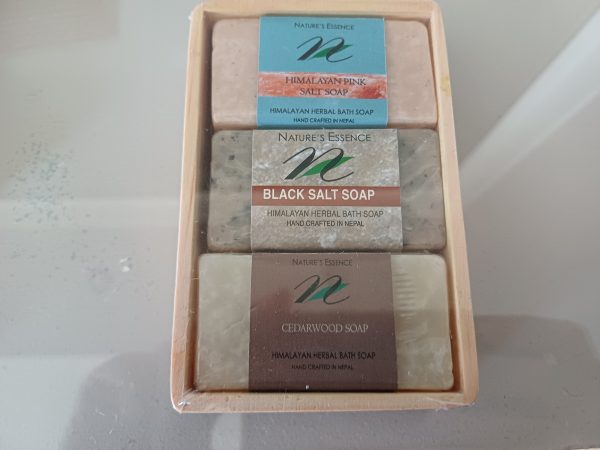 NATURE'S ESSENCE
n
HIMALAYAN PINK
SALT SOAP
HIMALAYAN HERBAL BATH SOAP
HAND CRAFTED IN NEPAL
NATURE'S ESSENCE
n
BLACK SALT SOAP
HIMALAYAN HERBAL BATH SOAP
HAND CRAFTED IN NEPAL
NATURE'S ESSENCE
n
CEDARWOOD SOAP
HIMALAYAN HERBAL BATH SOAP
HAND CRAFTED IN NEPAL